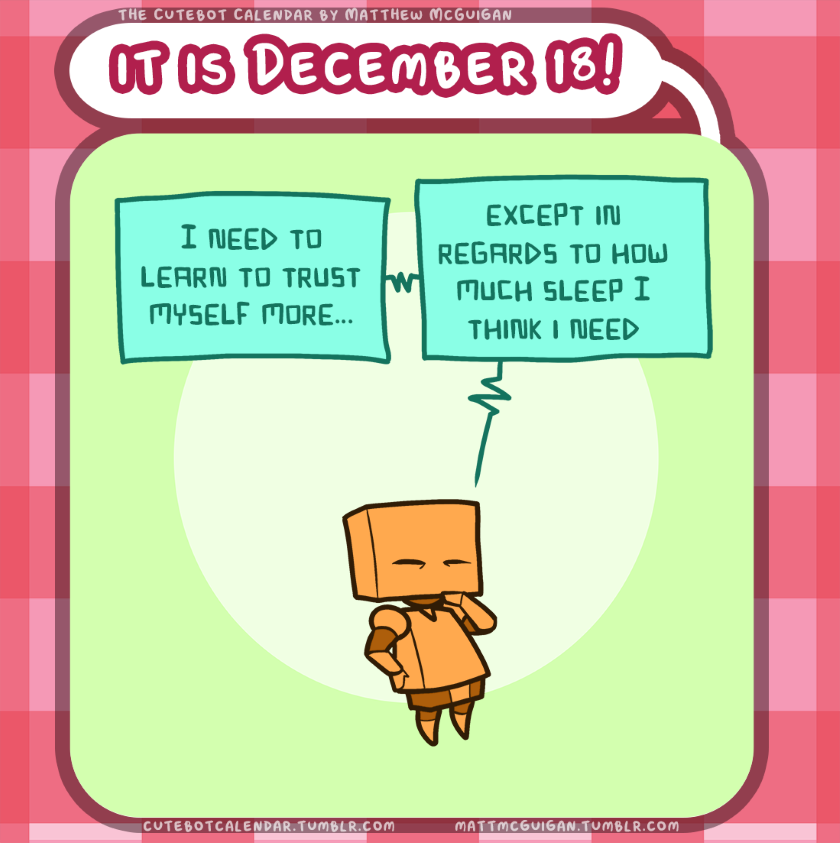 THE CUTEBOT CALENDAR BY MATTHEW MCGUIGAN
IT IS DECEMBER 18!
I NEED TO
LEARN TO TRUST
MYSELF MORE...
EXCEPT IN
REGARDS TO HOW
MUCH SLEEP I
THINK I NEED
CUTEBOTCALENDAR.TUMBLR.COM
MATTMCGUIGAN.TUMBLR.COM